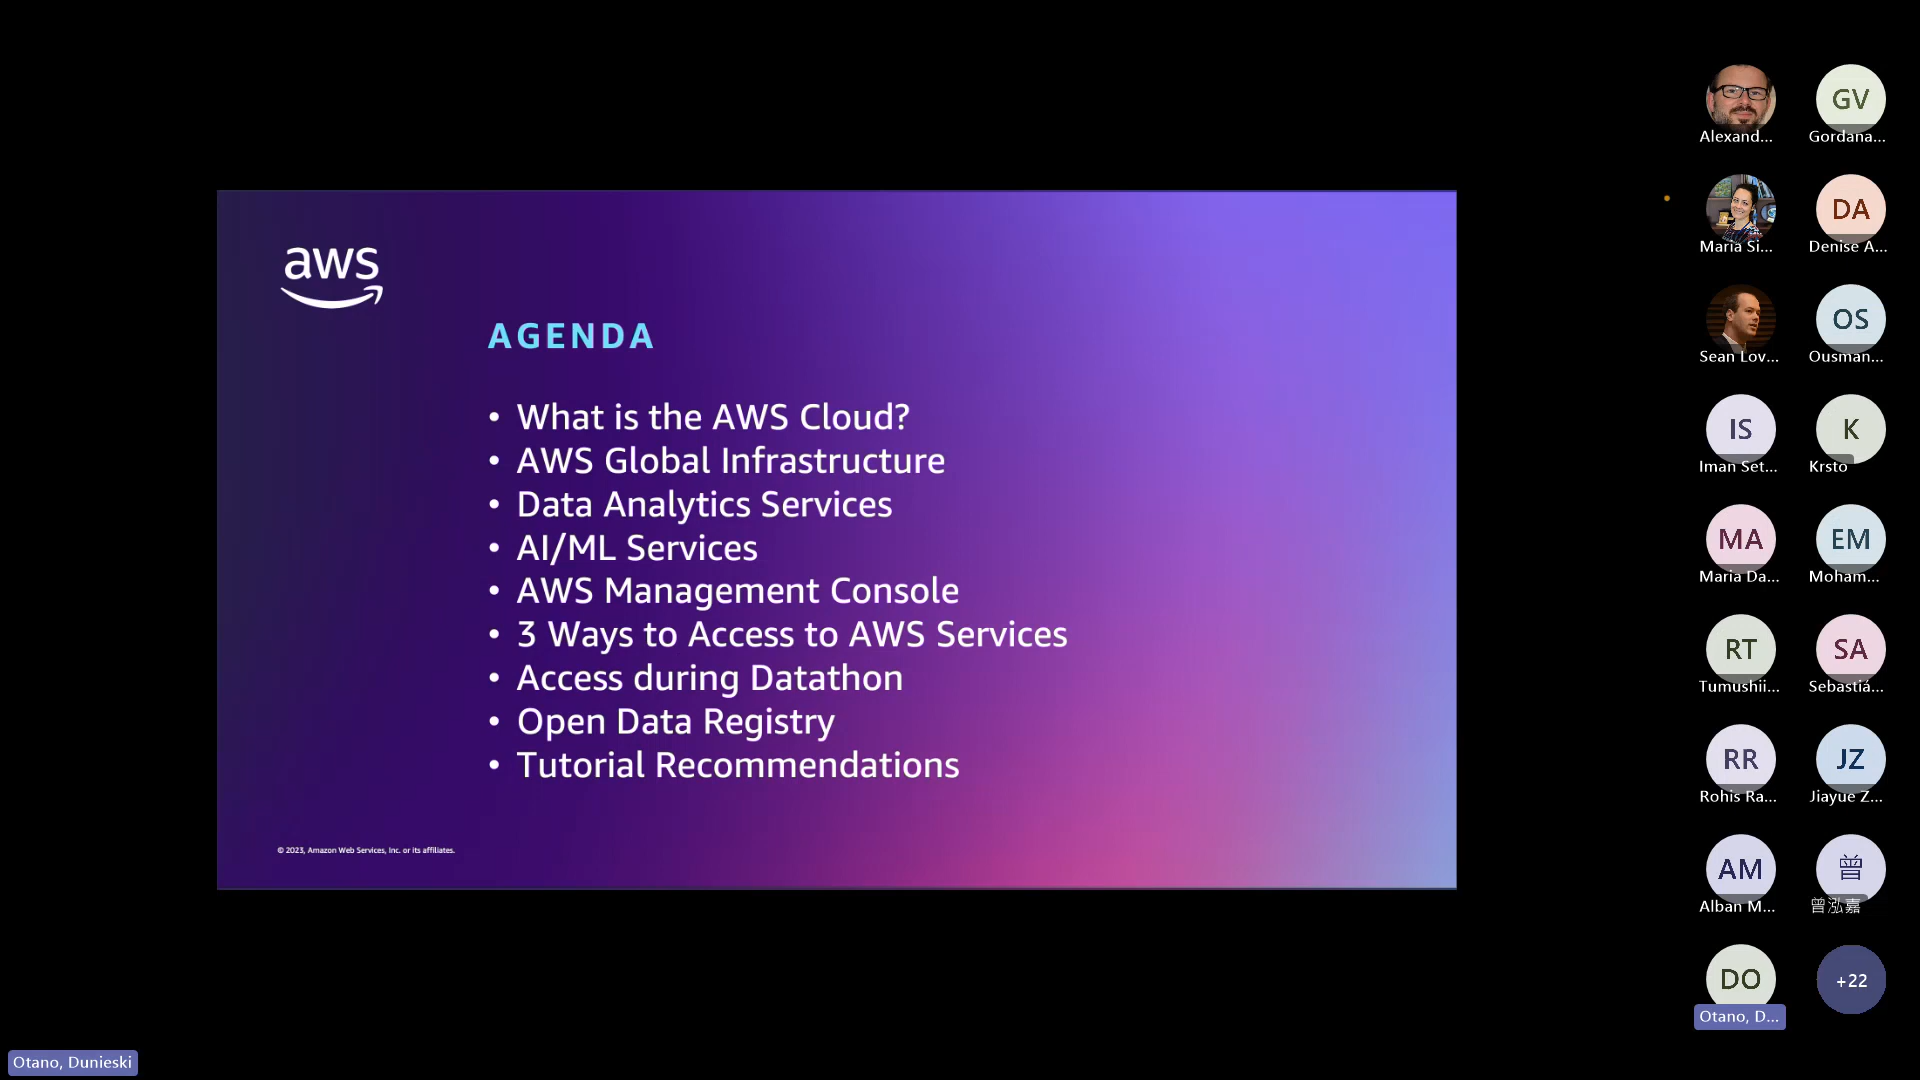 aws
AGENDA
• What is the AWS Cloud?
• AWS Global Infrastructure
• Data Analytics Services
• AI/ML Services
• AWS Management Console
• 3 Ways to Access to AWS Services
• Access during Datathon
• Open Data Registry
• Tutorial Recommendations
© 2023, Amazon Web Services, Inc. or its affiliates.
Alexand...
GV
Gordana...
Maria Si...
DA
Denise A...
Sean Lov...
OS
Ousman...
IS
Iman Set...
K
Krsto
MA
Maria Da...
EM
Moham...
RT
Tumushii...
SA
Sebastiá...
RR
Rohis Ra...
JZ
Jiayue Z...
AM
Alban M...
曾
曾泓嘉
DO
Otano, D...
+22
Otano, Dunieski